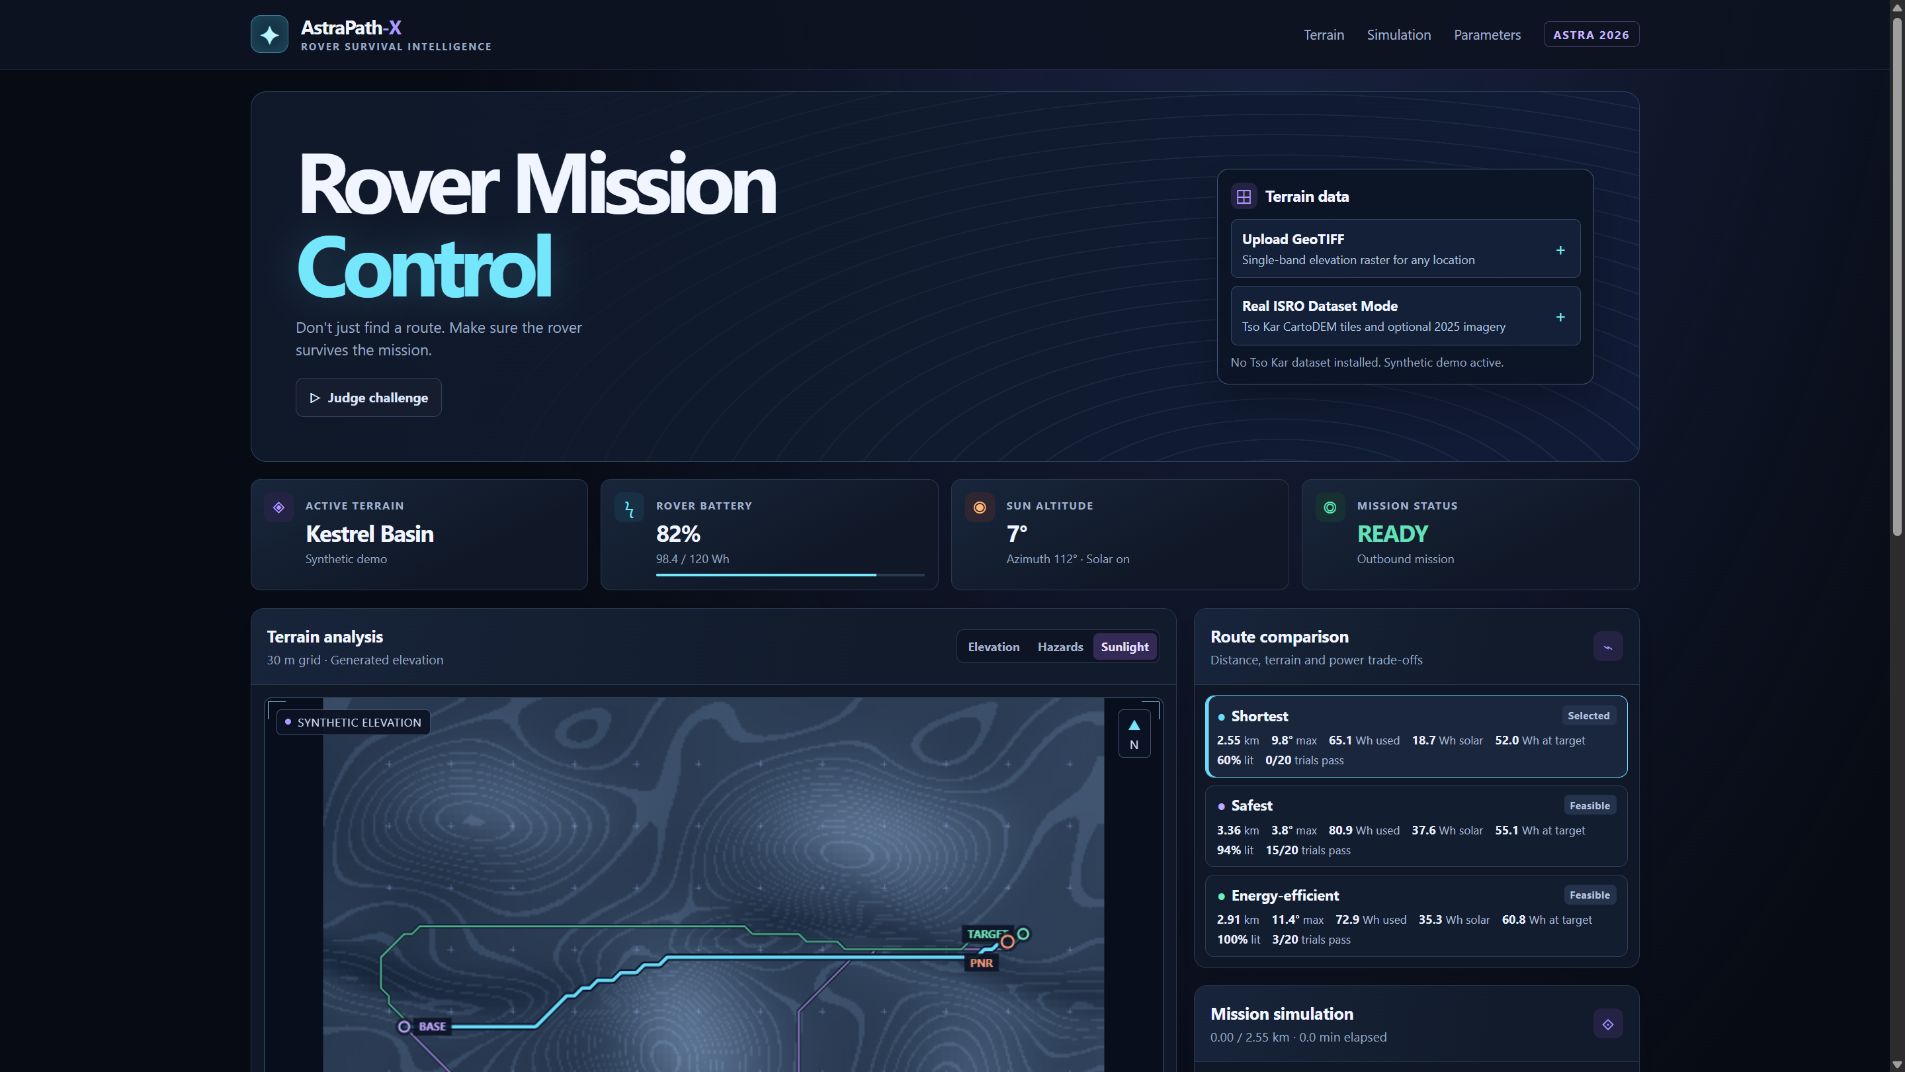 AstraPath-X
ROVER SURVIVAL INTELLIGENCE
Terrain
Simulation
Parameters
ASTRA 2026
Rover Mission
Control
Don't just find a route. Make sure the rover
survives the mission.
Judge challenge
Terrain data
Upload GeoTIFF
Single-band elevation raster for any location
+
Real ISRO Dataset Mode
Tso Kar CartoDEM tiles and optional 2025 imagery
+
No Tso Kar dataset installed. Synthetic demo active.
ACTIVE TERRAIN
Kestrel Basin
Synthetic demo
ROVER BATTERY
82%
98.4 / 120 Wh
SUN ALTITUDE
7°
Azimuth 112° · Solar on
MISSION STATUS
READY
Outbound mission
Terrain analysis
30 m grid · Generated elevation
Elevation
Hazards
Sunlight
SYNTHETIC ELEVATION
N
TARGET
PNR
BASE
Route comparison
Distance, terrain and power trade-offs
Shortest
Selected
2.55 km 9.8° max 65.1 Wh used 18.7 Wh solar 52.0 Wh at target
60% lit 0/20 trials pass
Safest
Feasible
3.36 km 3.8° max 80.9 Wh used 37.6 Wh solar 55.1 Wh at target
94% lit 15/20 trials pass
Energy-efficient
Feasible
2.91 km 11.4° max 72.9 Wh used 35.3 Wh solar 60.8 Wh at target
100% lit 3/20 trials pass
Mission simulation
0.00 / 2.55 km · 0.0 min elapsed